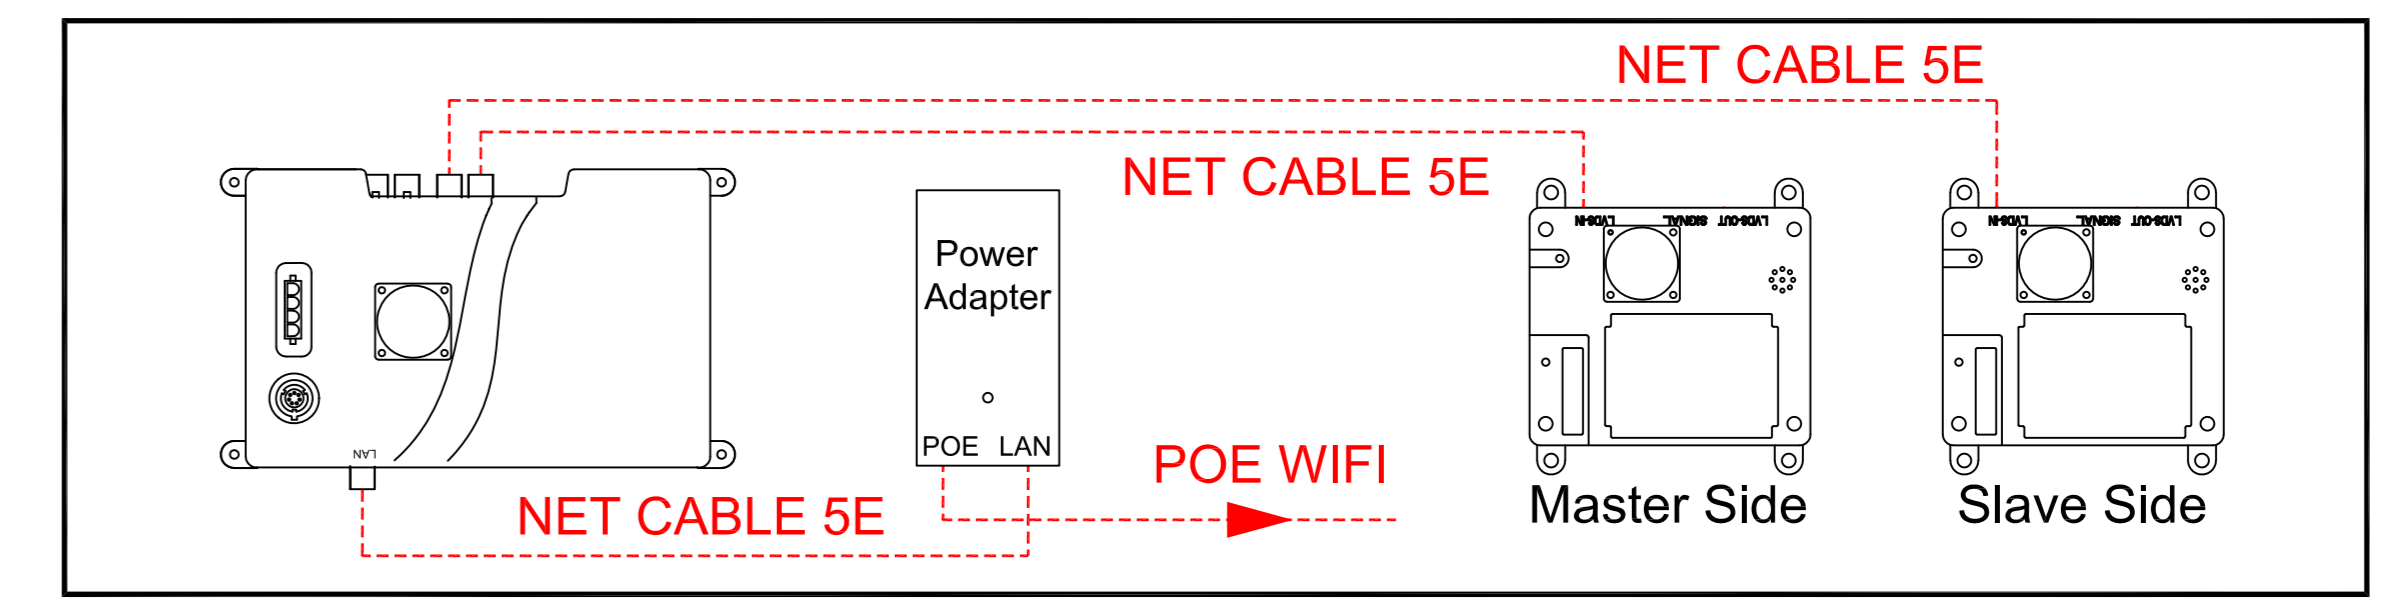 NET CABLE 5E
NET CABLE 5E
LVDS-IN SIGNAL LVDS-OUT
LVDS-IN SIGNAL LVDS-OUT
Power
Adapter
POE LAN
LAN
POE WIFI
NET CABLE 5E
Master Side
Slave Side